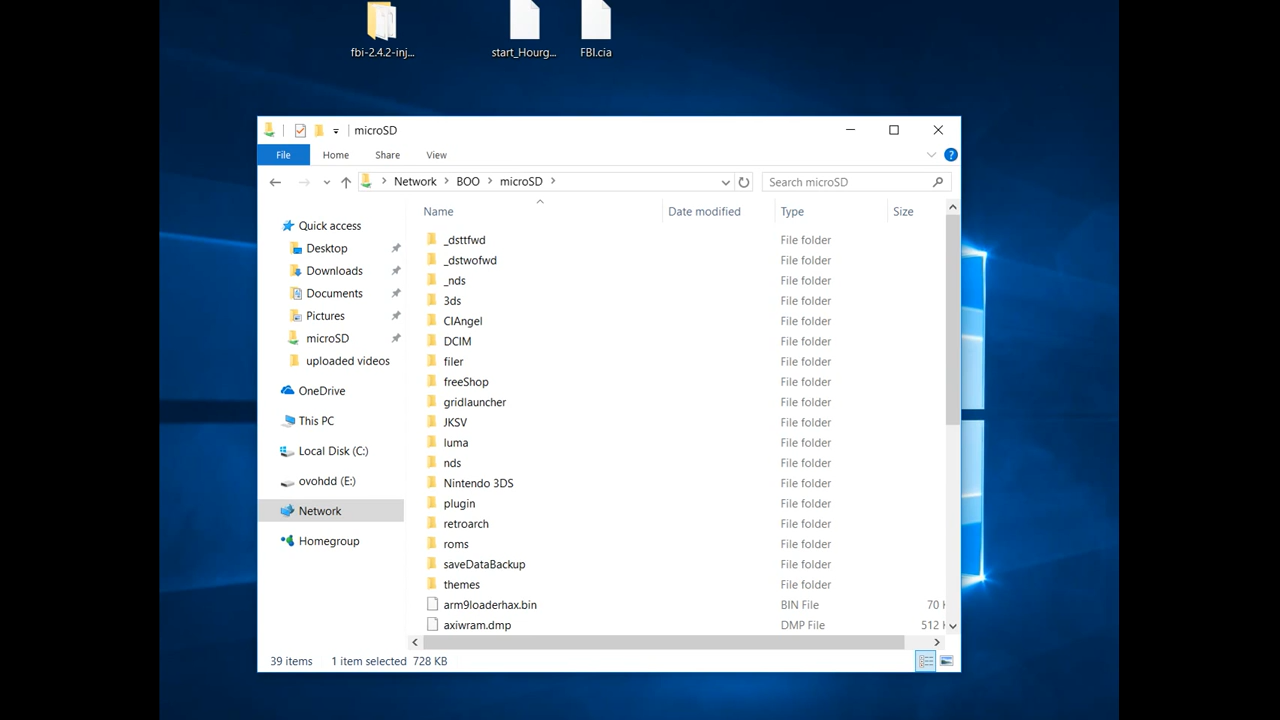 fbi-2.4.2-inj...
start_Hourg...
FBI.cia
microSD
File
Home
Share
View
Network
BOO
microSD
Search microSD
Name
Date modified
Type
Size
Quick access
Desktop
Downloads
Documents
Pictures
microSD
uploaded videos
OneDrive
This PC
Local Disk (C:)
ovohdd (E:)
Network
Homegroup
_dsttfwd File folder
_dstwofwd File folder
_nds File folder
3ds File folder
CIAngel File folder
DCIM File folder
filer File folder
freeShop File folder
gridlauncher File folder
JKSV File folder
luma File folder
nds File folder
Nintendo 3DS File folder
plugin File folder
retroarch File folder
roms File folder
saveDataBackup File folder
themes File folder
arm9loaderhax.bin BIN File 70
axiwram.dmp DMP File 512
39 items 1 item selected 728 KB